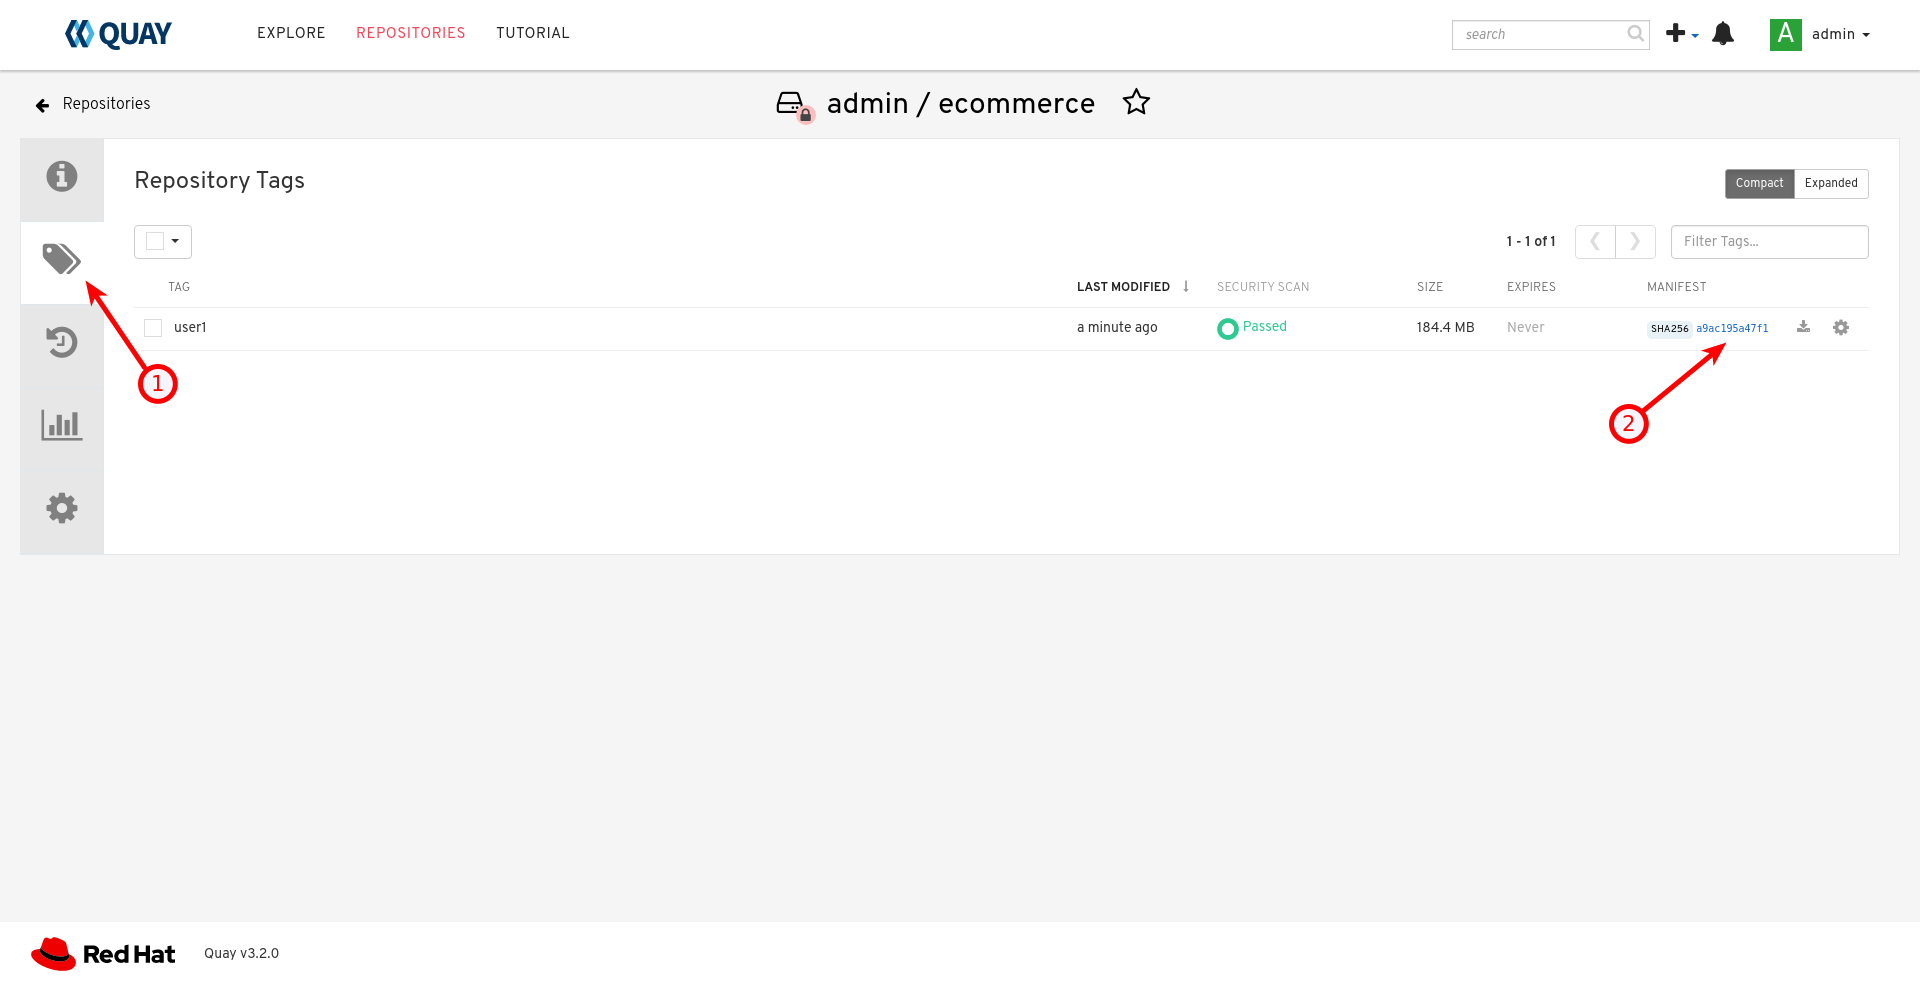 QUAY EXPLORE REPOSITORIES TUTORIAL search A admin
Repositories admin / ecommerce
Repository Tags Compact Expanded
1 - 1 of 1 Filter Tags...
TAG LAST MODIFIED SECURITY SCAN SIZE EXPIRES MANIFEST
user1 a minute ago Passed 184.4 MB Never SHA256 a9ac195a47f1
1
2
Red Hat Quay v3.2.0